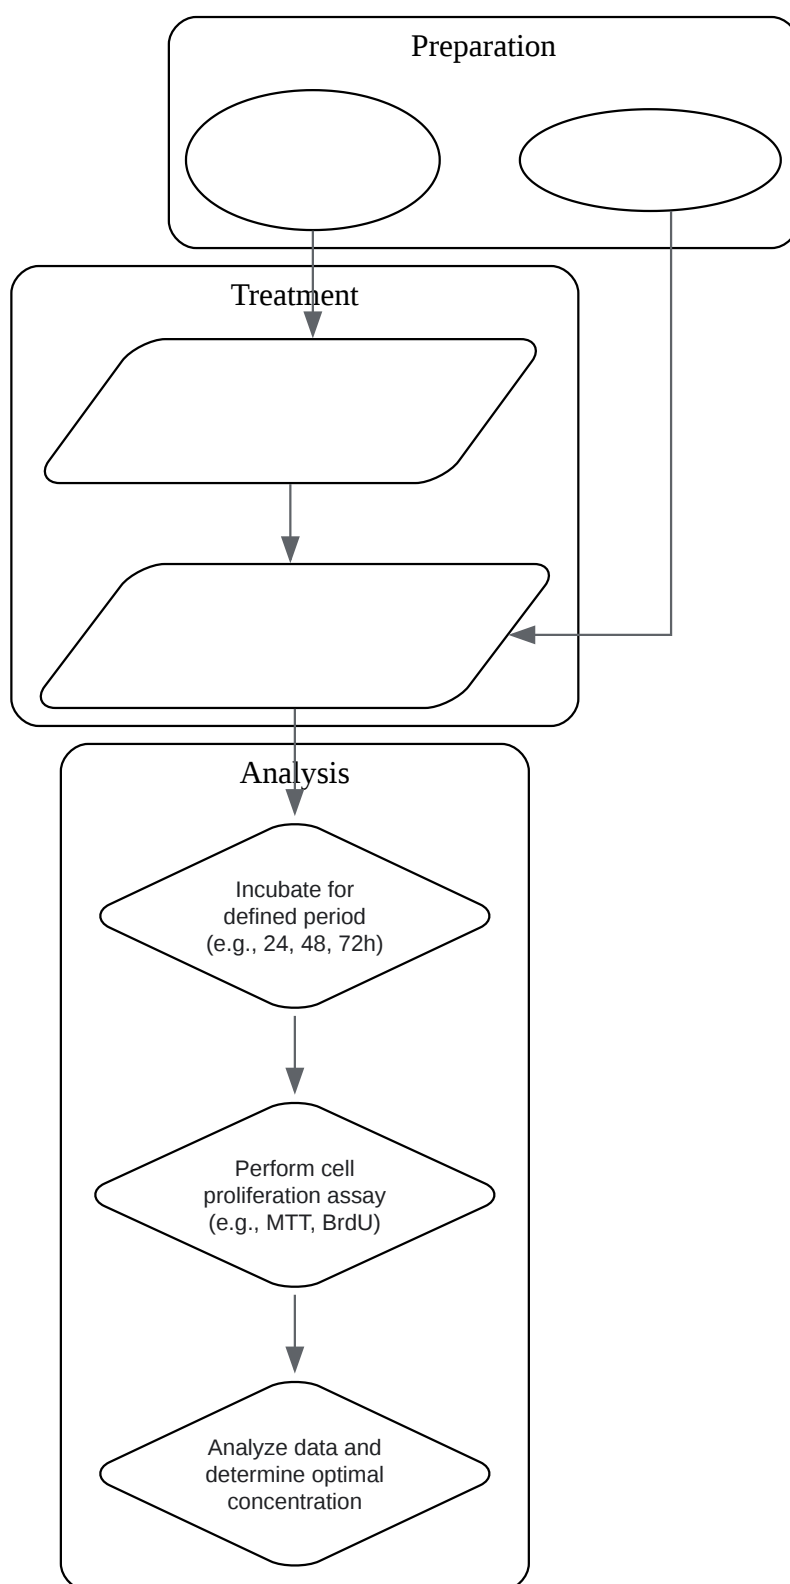 Preparation
Treatment
Analysis
Incubate for
defined period
(e.g., 24, 48, 72h)
Perform cell
proliferation assay
(e.g., MTT, BrdU)
Analyze data and
determine optimal
concentration